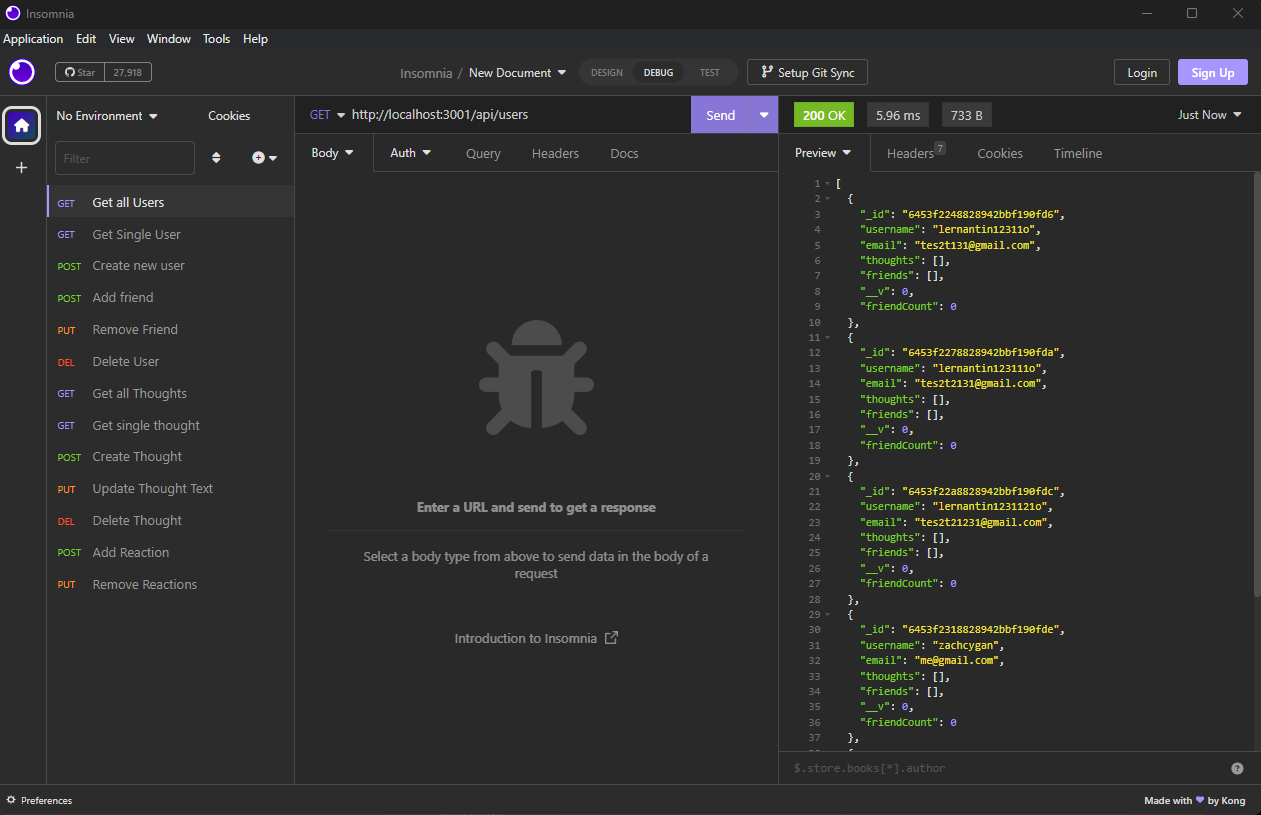 Insomnia
Application Edit View Window Tools Help
Star 27,918
Insomnia / New Document
DESIGN DEBUG TEST
Setup Git Sync
Login Sign Up
No Environment Cookies
Filter
GET Get all Users
GET Get Single User
POST Create new user
POST Add friend
PUT Remove Friend
DEL Delete User
GET Get all Thoughts
GET Get single thought
POST Create Thought
PUT Update Thought Text
DEL Delete Thought
POST Add Reaction
PUT Remove Reactions
GET http://localhost:3001/api/users Send
Body Auth Query Headers Docs
Enter a URL and send to get a response
Select a body type from above to send data in the body of a
request
Introduction to Insomnia
200 OK 5.96 ms 733 B Just Now
Preview Headers 7 Cookies Timeline
1 [
2 {
3 "_id": "6453f2248828942bbf190fd6",
4 "username": "lernantin12311o",
5 "email": "tes2t131@gmail.com",
6 "thoughts": [],
7 "friends": [],
8 "__v": 0,
9 "friendCount": 0
10 },
11 {
12 "_id": "6453f2278828942bbf190fda",
13 "username": "lernantin123111o",
14 "email": "tes2t2131@gmail.com",
15 "thoughts": [],
16 "friends": [],
17 "__v": 0,
18 "friendCount": 0
19 },
20 {
21 "_id": "6453f22a8828942bbf190fdc",
22 "username": "lernantin1231121o",
23 "email": "tes2t21231@gmail.com",
24 "thoughts": [],
25 "friends": [],
26 "__v": 0,
27 "friendCount": 0
28 },
29 {
30 "_id": "6453f2318828942bbf190fde",
31 "username": "zachcygan",
32 "email": "me@gmail.com",
33 "thoughts": [],
34 "friends": [],
35 "__v": 0,
36 "friendCount": 0
37 },
$.store.books[*].author
Preferences
Made with by Kong